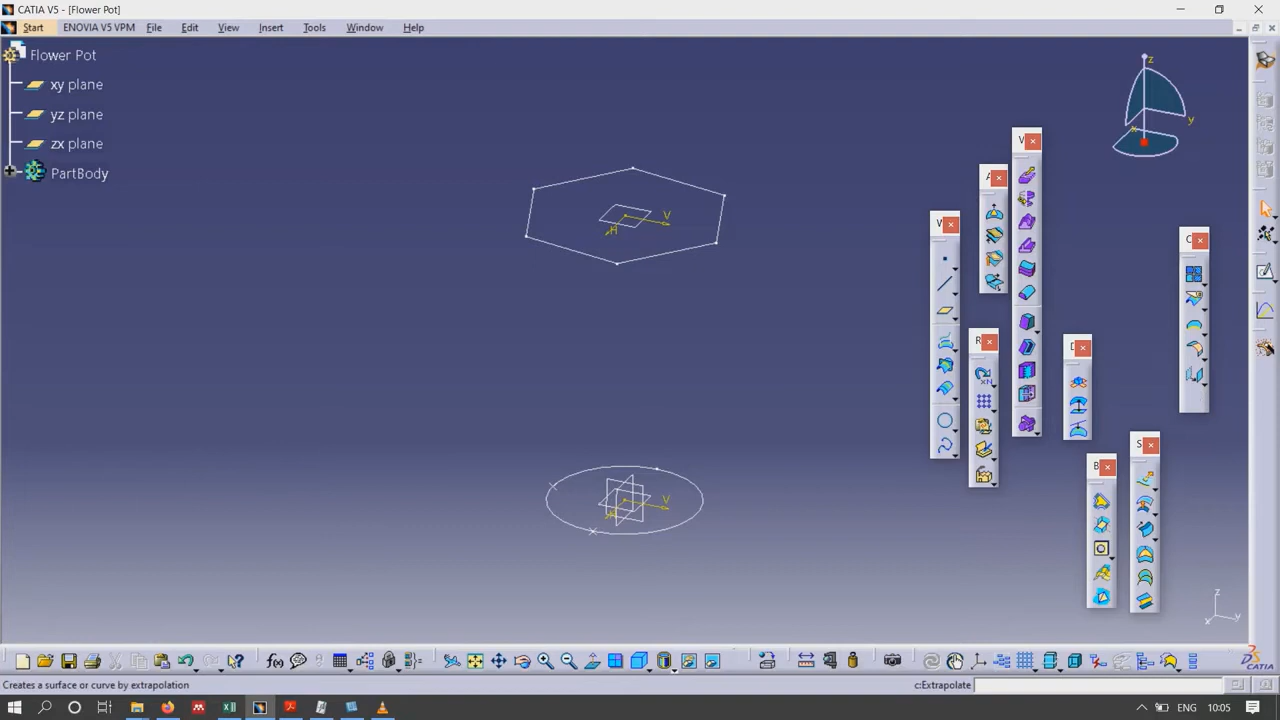 CATIA V5 - [Flower Pot]
Start ENOVIA V5 VPM File Edit View Insert Tools Window Help
Flower Pot
xy plane
yz plane
zx plane
PartBody
z
y
x
V
H
V
H
V
A
V
R
D
C
B
S
z
y
x
f(x)
CATIA
Creates a surface or curve by extrapolation
c:Extrapolate
ENG 10:05